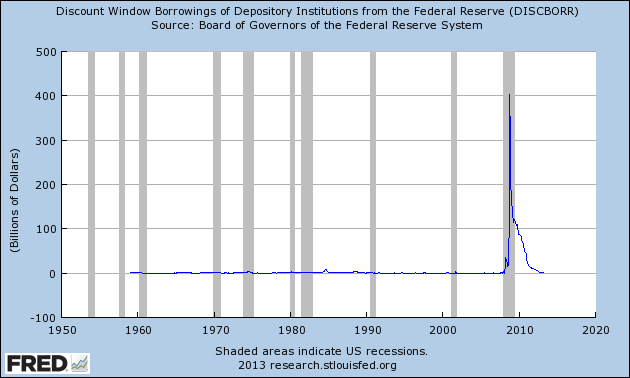 Discount Window Borrowings of Depository Institutions from the Federal Reserve (DISCBORR)
Source: Board of Governors of the Federal Reserve System
500
400
300
200
100
0
-100
(Billions of Dollars)
1950 1960 1970 1980 1990 2000 2010 2020
Shaded areas indicate US recessions.
2013 research.stlouisfed.org
FRED